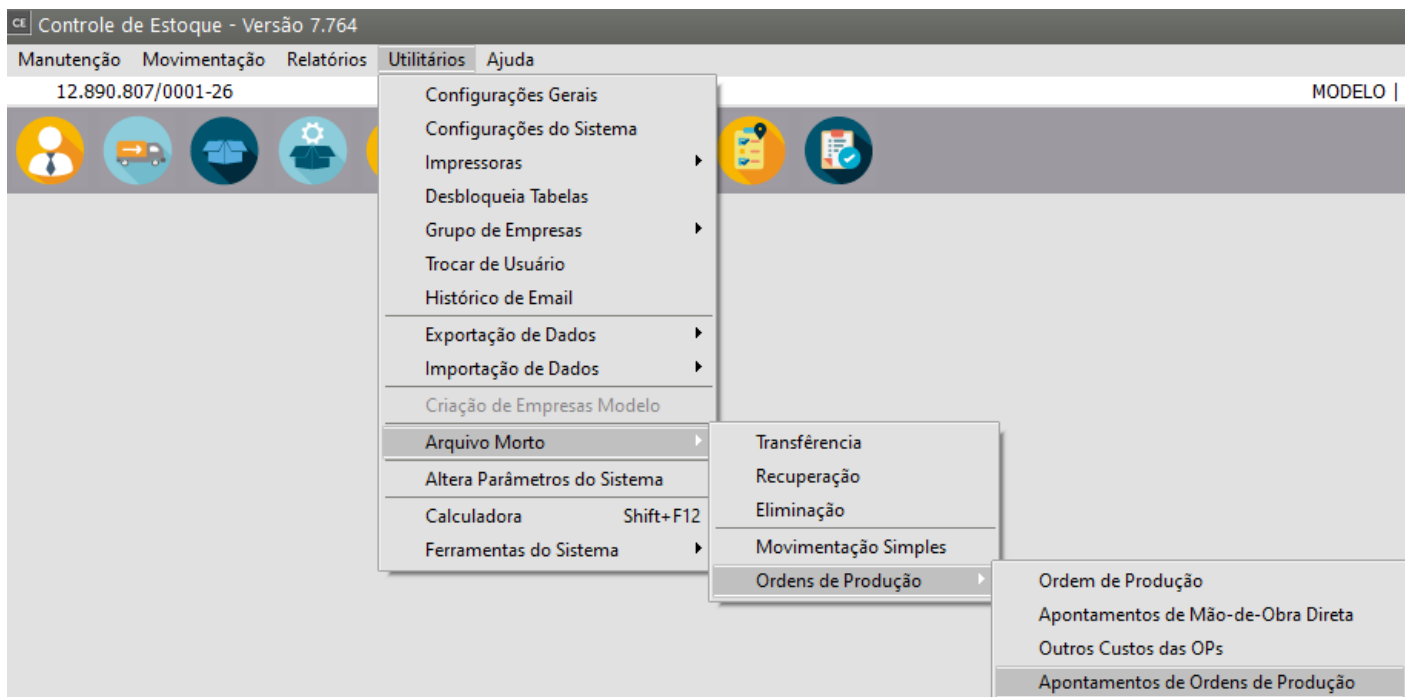 CE Controle de Estoque - Versão 7.764
Manutenção Movimentação Relatórios Utilitários Ajuda
12.890.807/0001-26 MODELO |
Configurações Gerais
Configurações do Sistema
Impressoras
Desbloqueia Tabelas
Grupo de Empresas
Trocar de Usuário
Histórico de Email
Exportação de Dados
Importação de Dados
Criação de Empresas Modelo
Arquivo Morto
Altera Parâmetros do Sistema
Calculadora Shift+F12
Ferramentas do Sistema
Transfêrencia
Recuperação
Eliminação
Movimentação Simples
Ordens de Produção
Ordem de Produção
Apontamentos de Mão-de-Obra Direta
Outros Custos das OPs
Apontamentos de Ordens de Produção